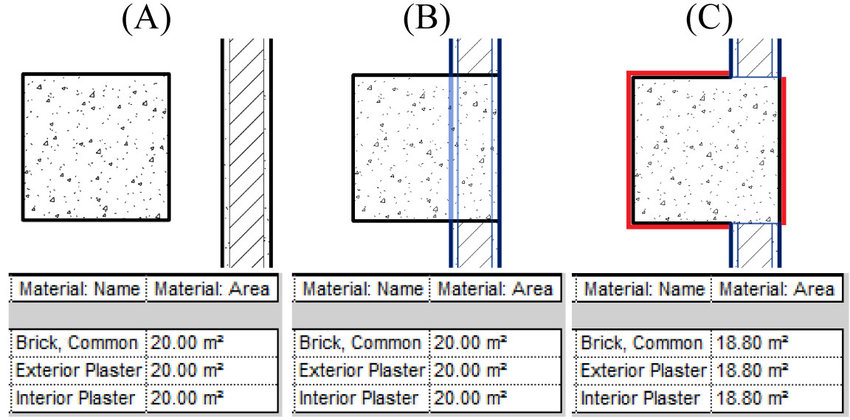 (A) (B) (C)
Material: Name Material: Area Material: Name Material: Area Material: Name Material: Area
Brick, Common 20.00 m² Brick, Common 20.00 m² Brick, Common 18.80 m²
Exterior Plaster 20.00 m² Exterior Plaster 20.00 m² Exterior Plaster 18.80 m²
Interior Plaster 20.00 m² Interior Plaster 20.00 m² Interior Plaster 18.80 m²